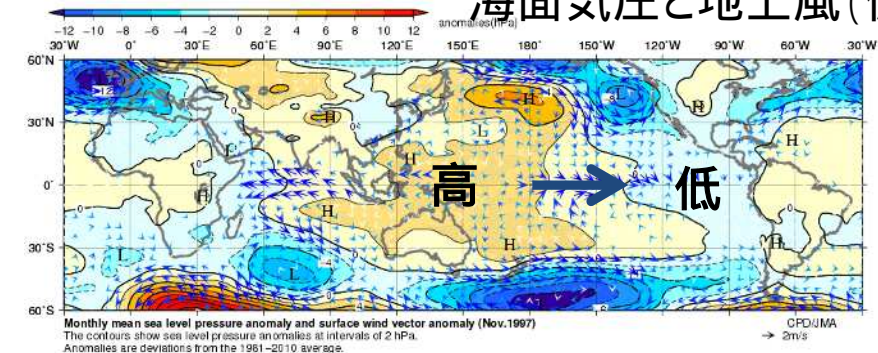 海面気圧と地上風(
anomalies(hPa)
-12 -10 -8 -6 -4 -2 0 2 4 6 8 10 12
30°W 0° 30°E 60°E 90°E 120°E 150°E 180° 150°W 120°W 90°W 60°W 30°W
60°N
30°N
0°
30°S
60°S
高 低
H H H H H H H H H H
L L L L L
Monthly mean sea level pressure anomaly and surface wind vector anomaly (Nov.1997)
The contours show sea level pressure anomalies at intervals of 2 hPa.
Anomalies are deviations from the 1981-2010 average.
CPD/JMA
2m/s